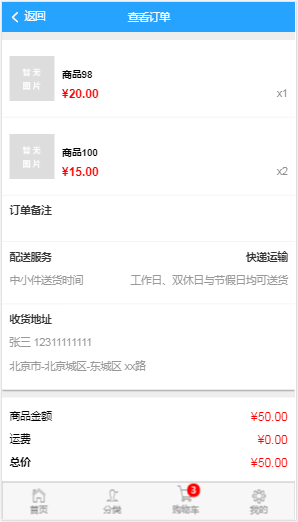 返回 查看订单
暂无
图片
商品98
¥20.00 x1
暂无
图片
商品100
¥15.00 x2
订单备注
配送服务 快递运输
中小件送货时间 工作日、双休日与节假日均可送货
收货地址
张三 12311111111
北京市-北京城区-东城区 xx路
商品金额 ¥50.00
运费 ¥0.00
总价 ¥50.00
3
首页 分类 购物车 我的